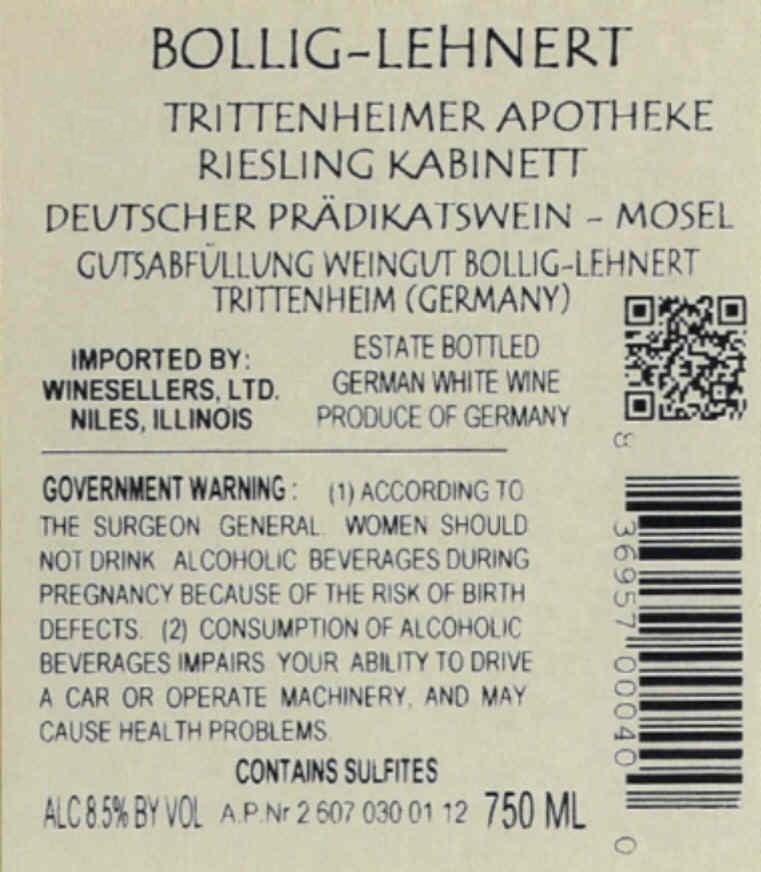 BOLLIG-LEHNERT
TRITTENHEIMER APOTHEKE
RIESLING KABINETT
DEUTSCHER PRÄDIKATSWEIN - MOSEL
GUTSABFÜLLUNG WEINGUT BOLLIG-LEHNERT
TRITTENHEIM (GERMANY)
IMPORTED BY:
WINESELLERS, LTD.
NILES, ILLINOIS
ESTATE BOTTLED
GERMAN WHITE WINE
PRODUCE OF GERMANY
GOVERNMENT WARNING : (1) ACCORDING TO
THE SURGEON GENERAL. WOMEN SHOULD
NOT DRINK ALCOHOLIC BEVERAGES DURING
PREGNANCY BECAUSE OF THE RISK OF BIRTH
DEFECTS. (2) CONSUMPTION OF ALCOHOLIC
BEVERAGES IMPAIRS YOUR ABILITY TO DRIVE
A CAR OR OPERATE MACHINERY, AND MAY
CAUSE HEALTH PROBLEMS.
CONTAINS SULFITES
ALC 8.5% BY VOL A.P.Nr 2 607 030 01 12 750 ML
8 36957 00040 0